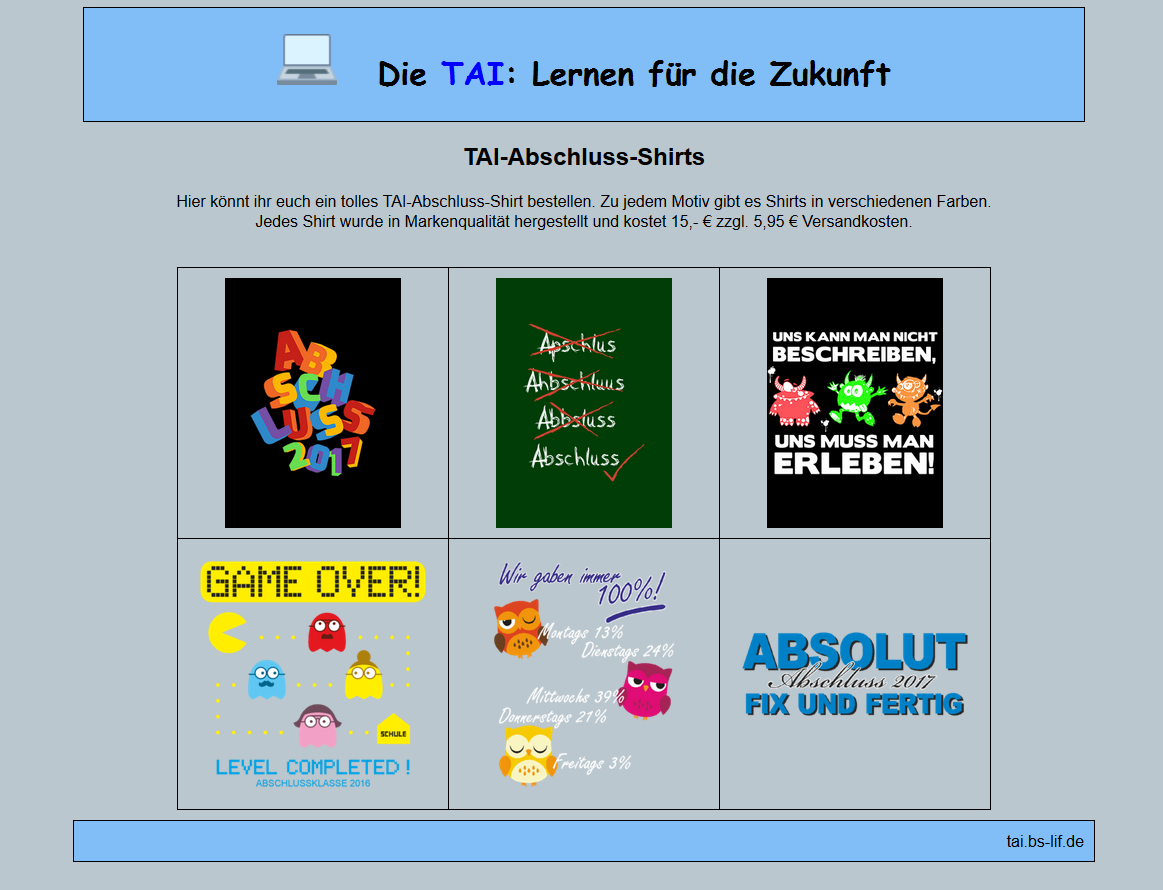 Die TAI: Lernen für die Zukunft
TAI-Abschluss-Shirts
Hier könnt ihr euch ein tolles TAI-Abschluss-Shirt bestellen. Zu jedem Motiv gibt es Shirts in verschiedenen Farben.
Jedes Shirt wurde in Markenqualität hergestellt und kostet 15,- € zzgl. 5,95 € Versandkosten.
AB
SCH
LUSS
2017
Apschlus
Ahbschluus
Abbsluss
Abschluss
UNS KANN MAN NICHT
BESCHREIBEN,
UNS MUSS MAN
ERLEBEN!
GAME OVER!
SCHULE
LEVEL COMPLETED !
ABSCHLUSSKLASSE 2016
Wir gaben immer
100%!
Montags 13%
Dienstags 24%
Mittwochs 39%
Donnerstags 21%
Freitags 3%
ABSOLUT
Abschluss 2017
FIX UND FERTIG
tai.bs-lif.de